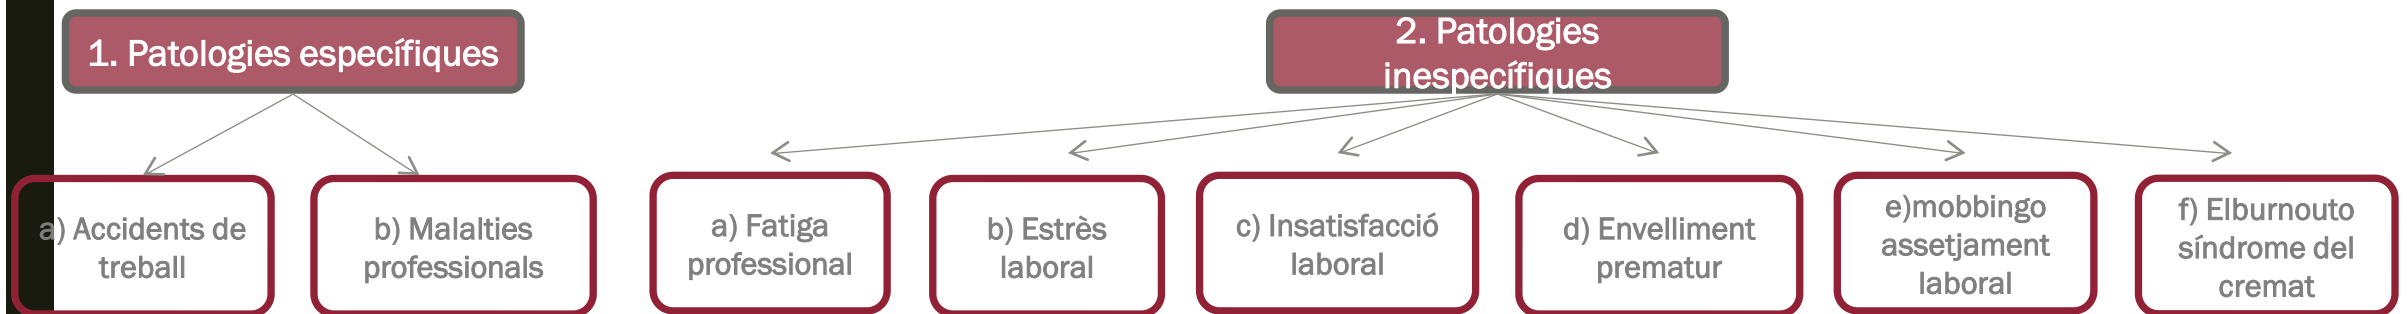 1. Patologies específiques
2. Patologies
inespecífiques
a) Accidents de
treball
b) Malalties
professionals
a) Fatiga
professional
b) Estrès
laboral
c) Insatisfacció
laboral
d) Envelliment
prematur
e)mobbingo
assetjament
laboral
f) Elburnouto
síndrome del
cremat